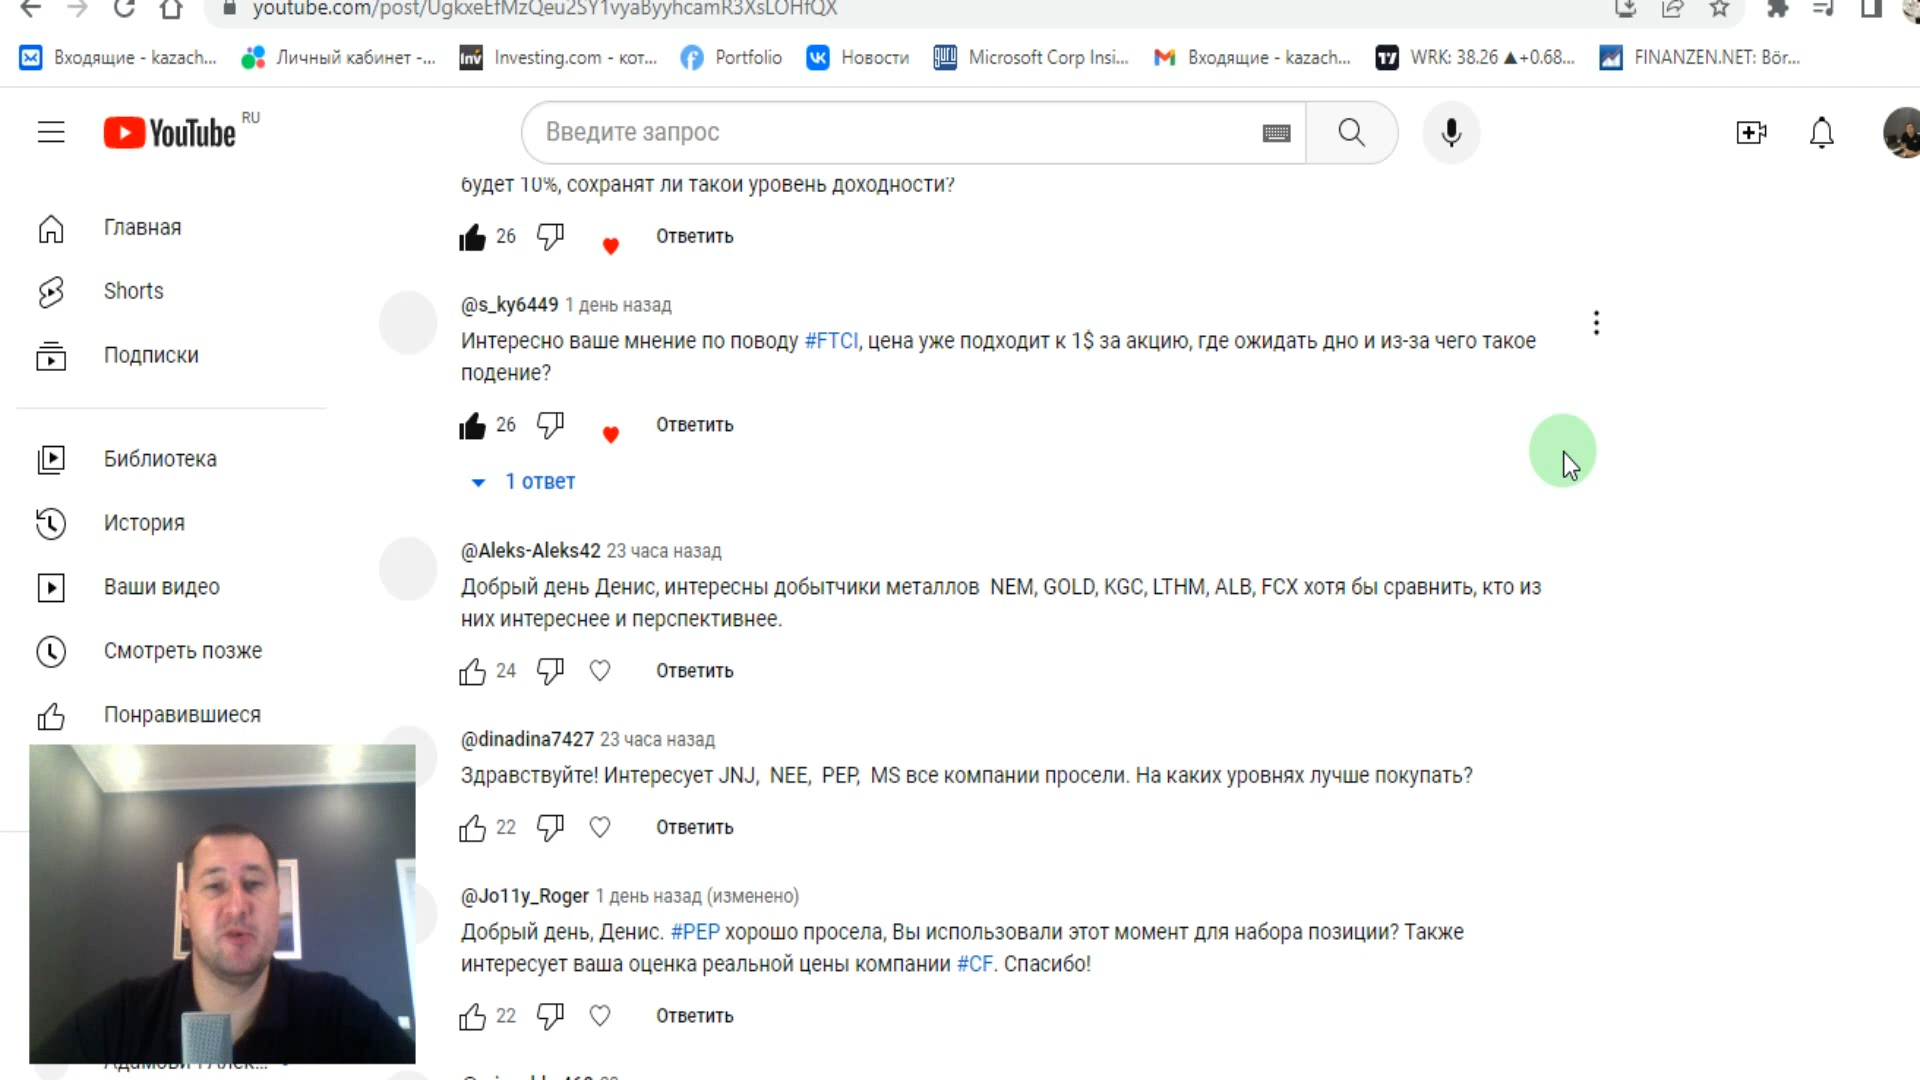 youtube.com/post/UgkxeEfMzQeu2SY1vyaByyhcamR3XsLOHfQX
Входящие - kazach...
Личный кабинет -...
Investing.com - кот...
Portfolio
Новости
Microsoft Corp Insi...
Входящие - kazach...
WRK: 38.26 ▲+0.68...
FINANZEN.NET: Bör...
YouTube RU
Введите запрос
будет 10%, сохранят ли такой уровень доходности?
Главная
26
Ответить
Shorts
@s_ky6449 1 день назад
Интересно ваше мнение по поводу #FTCI, цена уже подходит к 1$ за акцию, где ожидать дно и из-за чего такое
подение?
Подписки
26
Ответить
Библиотека
1 ответ
История
@Aleks-Aleks42 23 часа назад
Добрый день Денис, интересны добытчики металлов NEM, GOLD, KGC, LTHM, ALB, FCX хотя бы сравнить, кто из
них интереснее и перспективнее.
Ваши видео
Смотреть позже
24
Ответить
Понравившиеся
@dinadina7427 23 часа назад
Здравствуйте! Интересует JNJ, NEE, PEP, MS все компании просели. На каких уровнях лучше покупать?
22
Ответить
@Jo11y_Roger 1 день назад (изменено)
Добрый день, Денис. #PEP хорошо просела, Вы использовали этот момент для набора позиции? Также
интересует ваша оценка реальной цены компании #CF. Спасибо!
22
Ответить